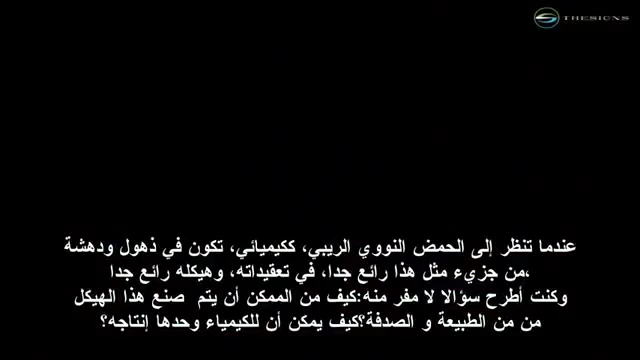 THESIGNS
عندما تنظر إلى الحمض النووي الريبي، ككيميائي، تكون في ذهول ودهشة
،من جزيء مثل هذا رائع جدا، في تعقيداته، وهيكله رائع جدا
وكنت أطرح سؤالا لا مفر منه:كيف من الممكن أن يتم صنع هذا الهيكل
من من الطبيعة و الصدفة؟كيف يمكن أن للكيمياء وحدها إنتاجه؟